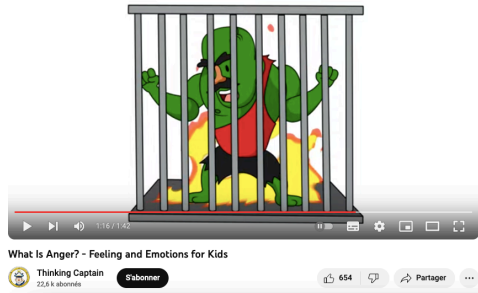 1:16 / 1:42
What Is Anger? - Feeling and Emotions for Kids
Thinking Captain
22,6 k abonnés
S'abonner
654
Partager